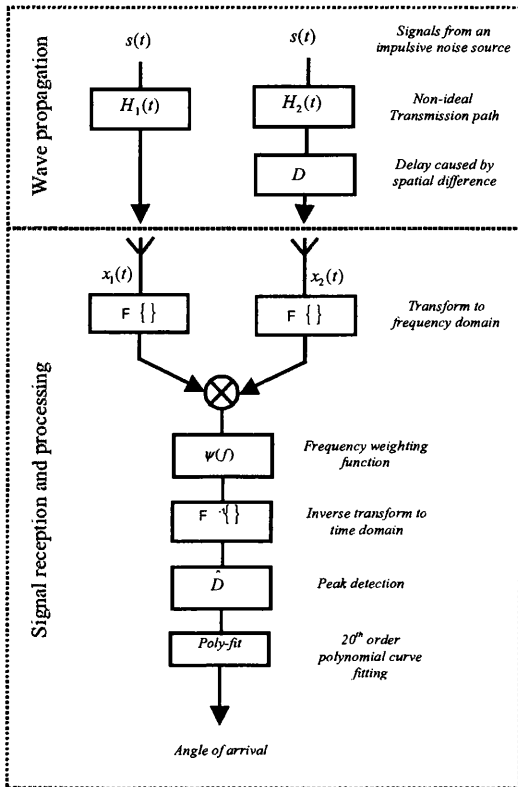 Wave propagation
s(t)
s(t)
Signals from an
impulsive noise source
H₁(t)
H₂(t)
Non-ideal
Transmission path
D
Delay caused by
spatial difference
Signal reception and processing
x₁(t)
x₂(t)
F { }
F { }
Transform to
frequency domain
ψ(f)
Frequency weighting
function
F ⁻¹{ }
Inverse transform to
time domain
D̂
Peak detection
Poly-fit
20ᵗʰ order
polynomial curve
fitting
Angle of arrival